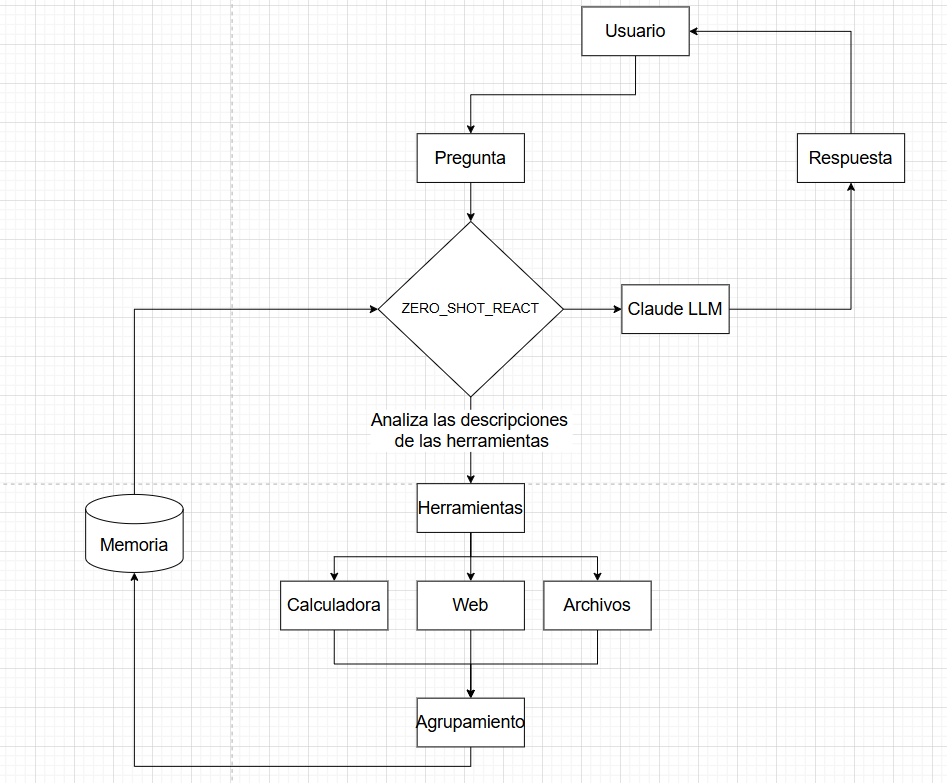 Usuario
Pregunta
Respuesta
ZERO_SHOT_REACT
Claude LLM
Analiza las descripciones
de las herramientas
Herramientas
Memoria
Calculadora
Web
Archivos
Agrupamiento